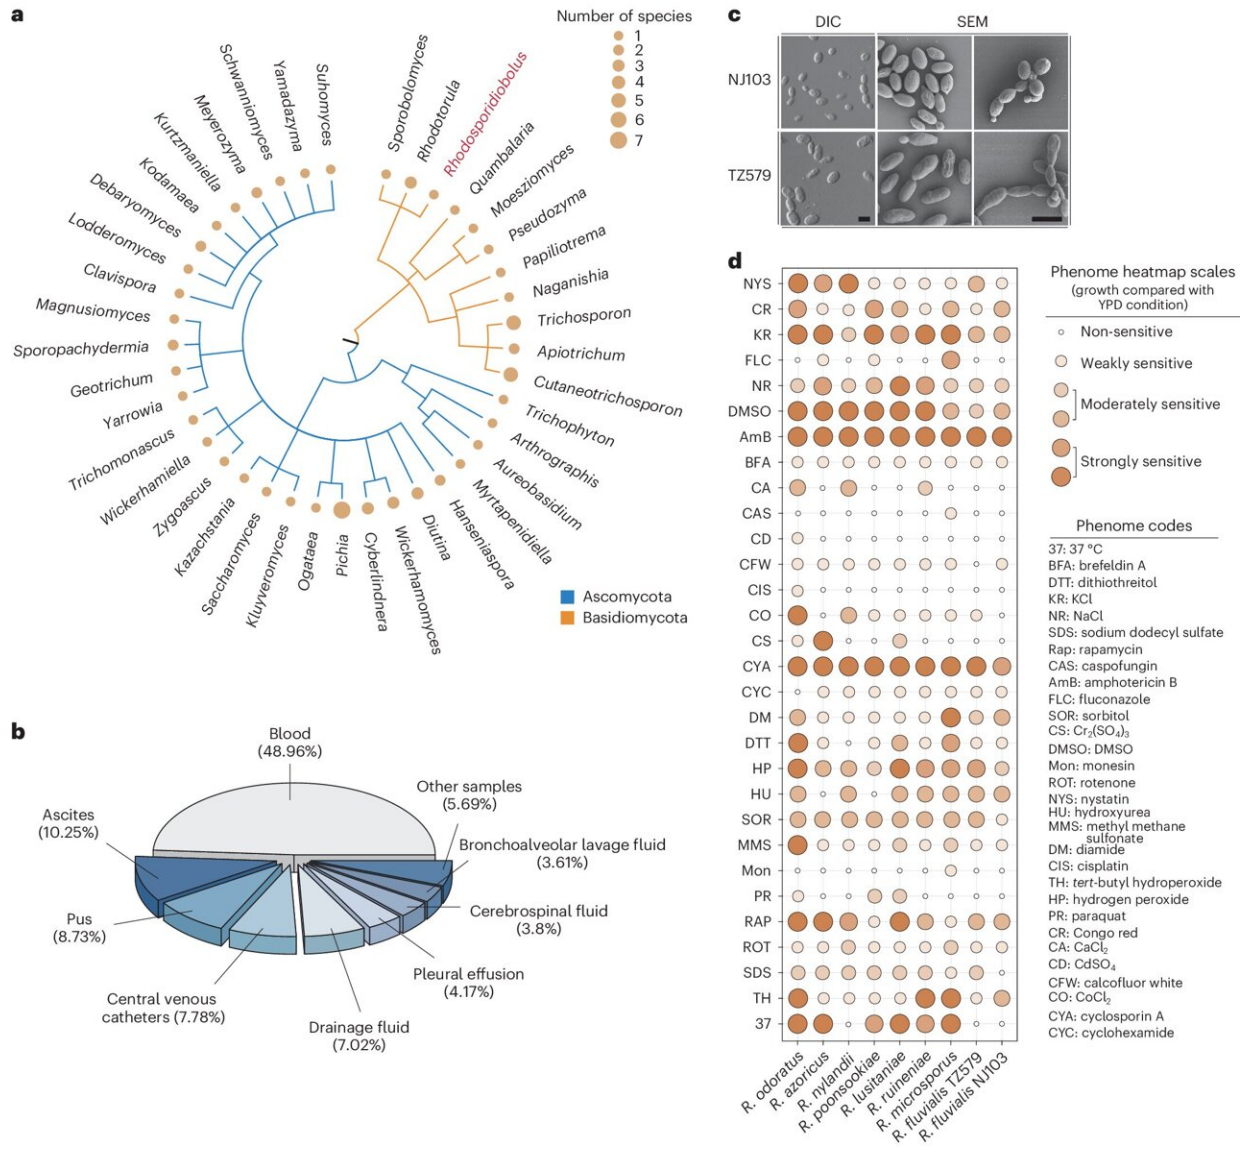 a
Number of species
1
2
3
4
5
6
7
Suhomyces
Yamadazyma
Schwanniomyces
Meyerozyma
Kurtzmaniella
Kodamaea
Debaryomyces
Lodderomyces
Clavispora
Magnusiomyces
Sporopachydermia
Geotrichum
Yarrowia
Trichomonascus
Wickerhamiella
Zygoascus
Kazachstania
Saccharomyces
Kluyveromyces
Ogataea
Pichia
Cyberlindnera
Wickerhamomyces
Diutina
Hanseniaspora
Myrtapenidiella
Aureobasidium
Arthrographis
Trichophyton
Cutaneotrichosporon
Apiotrichum
Trichosporon
Naganishia
Papiliotrema
Pseudozyma
Moesziomyces
Quambalaria
Rhodosporidiobolus
Rhodotorula
Sporobolomyces
Ascomycota
Basidiomycota
b
Blood
(48.96%)
Other samples
(5.69%)
Bronchoalveolar lavage fluid
(3.61%)
Cerebrospinal fluid
(3.8%)
Pleural effusion
(4.17%)
Drainage fluid
(7.02%)
Central venous
catheters (7.78%)
Pus
(8.73%)
Ascites
(10.25%)
c
DIC
SEM
NJ103
TZ579
d
NYS
CR
KR
FLC
NR
DMSO
AmB
BFA
CA
CAS
CD
CFW
CIS
CO
CS
CYA
CYC
DM
DTT
HP
HU
SOR
MMS
Mon
PR
RAP
ROT
SDS
TH
37
R. odoratus
R. azoricus
R. nylandii
R. poonsookiae
R. lusitaniae
R. ruineniae
R. microsporus
R. fluvialis TZ579
R. fluvialis NJ103
Phenome heatmap scales
(growth compared with
YPD condition)
Non-sensitive
Weakly sensitive
Moderately sensitive
Strongly sensitive
Phenome codes
37: 37 °C
BFA: brefeldin A
DTT: dithiothreitol
KR: KCl
NR: NaCl
SDS: sodium dodecyl sulfate
Rap: rapamycin
CAS: caspofungin
AmB: amphotericin B
FLC: fluconazole
SOR: sorbitol
CS: Cr₂(SO₄)₃
DMSO: DMSO
Mon: monesin
ROT: rotenone
NYS: nystatin
HU: hydroxyurea
MMS: methyl methane
sulfonate
DM: diamide
CIS: cisplatin
TH: tert-butyl hydroperoxide
HP: hydrogen peroxide
PR: paraquat
CR: Congo red
CA: CaCl₂
CD: CdSO₄
CFW: calcofluor white
CO: CoCl₂
CYA: cyclosporin A
CYC: cyclohexamide